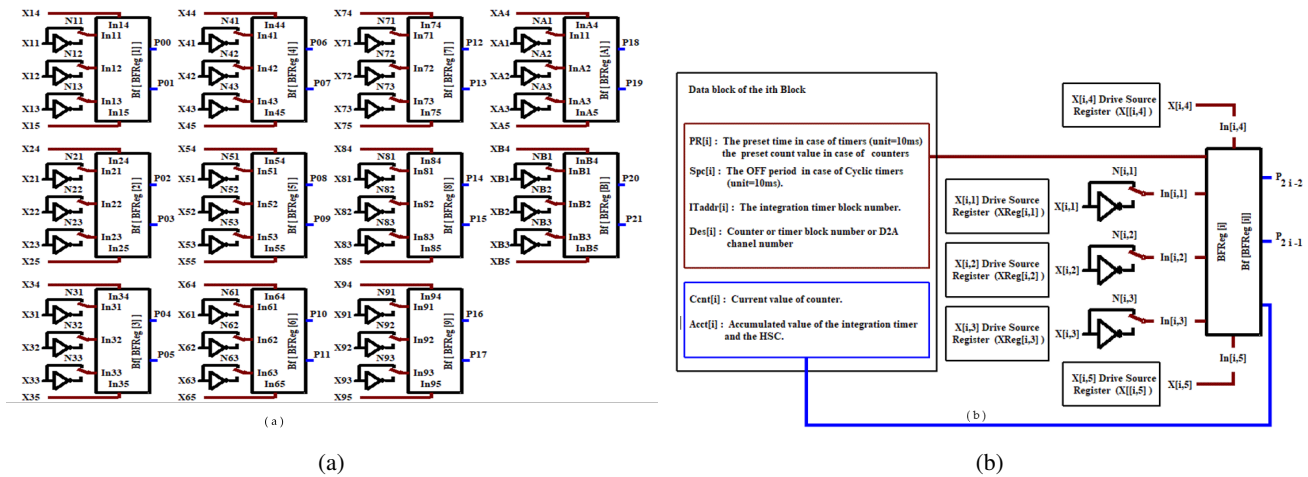 X14
N11
In14
X11
In11
P00
N12
X12
In12
Bf[ BFReg [1]]
P01
N13
X13
In13
In15
X15
X44
N41
In44
X41
In41
P06
N42
X42
In42
Bf [ BFReg [4]]
P07
N43
X43
In43
In45
X45
X74
N71
In74
X71
In71
P12
N72
X72
In72
Bf [ BFReg [7]]
P13
N73
X73
In73
In75
X75
XA4
NA1
InA4
XA1
In11
P18
NA2
XA2
InA2
Bf [ BFReg [A]]
P19
NA3
XA3
InA3
InA5
XA5
X24
N21
In24
X21
In21
P02
N22
X22
In22
Bf[ BFReg [2]]
P03
N23
X23
In23
In25
X25
X54
N51
In54
X51
In51
P08
N52
X52
In52
Bf [ BFReg [5]]
P09
N53
X53
In53
In55
X55
X84
N81
In84
X81
In81
P14
N82
X82
In82
Bf [ BFReg [8]]
P15
N83
X83
In83
In85
X85
XB4
NB1
InB4
XB1
InB1
P20
NB2
XB2
InB2
Bf [ BFReg [B]]
P21
NB3
XB3
InB3
InB5
XB5
X34
N31
In34
X31
In31
P04
N32
X32
In32
Bf[ BFReg [3]]
P05
N33
X33
In33
In35
X35
X64
N61
In64
X61
In61
P10
N62
X62
In62
Bf [ BFReg [6]]
P11
N63
X63
In63
In65
X65
X94
N91
In94
X91
In91
P16
N92
X92
In92
Bf [ BFReg [9]]
P17
N93
X93
In93
In95
X95
( a )
(a)
Data block of the ith Block
PR[i] : The preset time in case of timers (unit=10ms)
the preset count value in case of counters
Spc[i] : The OFF period in case of Cyclic timers
(unit=10ms).
ITaddr[i] : The integration timer block number.
Des[i] : Counter or timer block number or D2A
chanel number
Ccnt[i] : Current value of counter.
Acct[i] : Accumulated value of the integration timer
and the HSC.
X[i,4] Drive Source
Register (X[[i,4] )
X[i,4]
In[i,4]
X[i,1] Drive Source
Register (XReg[i,1] )
N[i,1]
X[i,1]
In[i,1]
P2 i -2
X[i,2] Drive Source
Register (XReg[i,2] )
N[i,2]
X[i,2]
In[i,2]
BFReg [i]
Bf [BFReg [i]]
P2 i -1
X[i,3] Drive Source
Register (XReg[i,3] )
N[i,3]
X[i,3]
In[i,3]
In[i,5]
X[i,5] Drive Source
Register (X[[i,5] )
X[i,5]
( b )
(b)